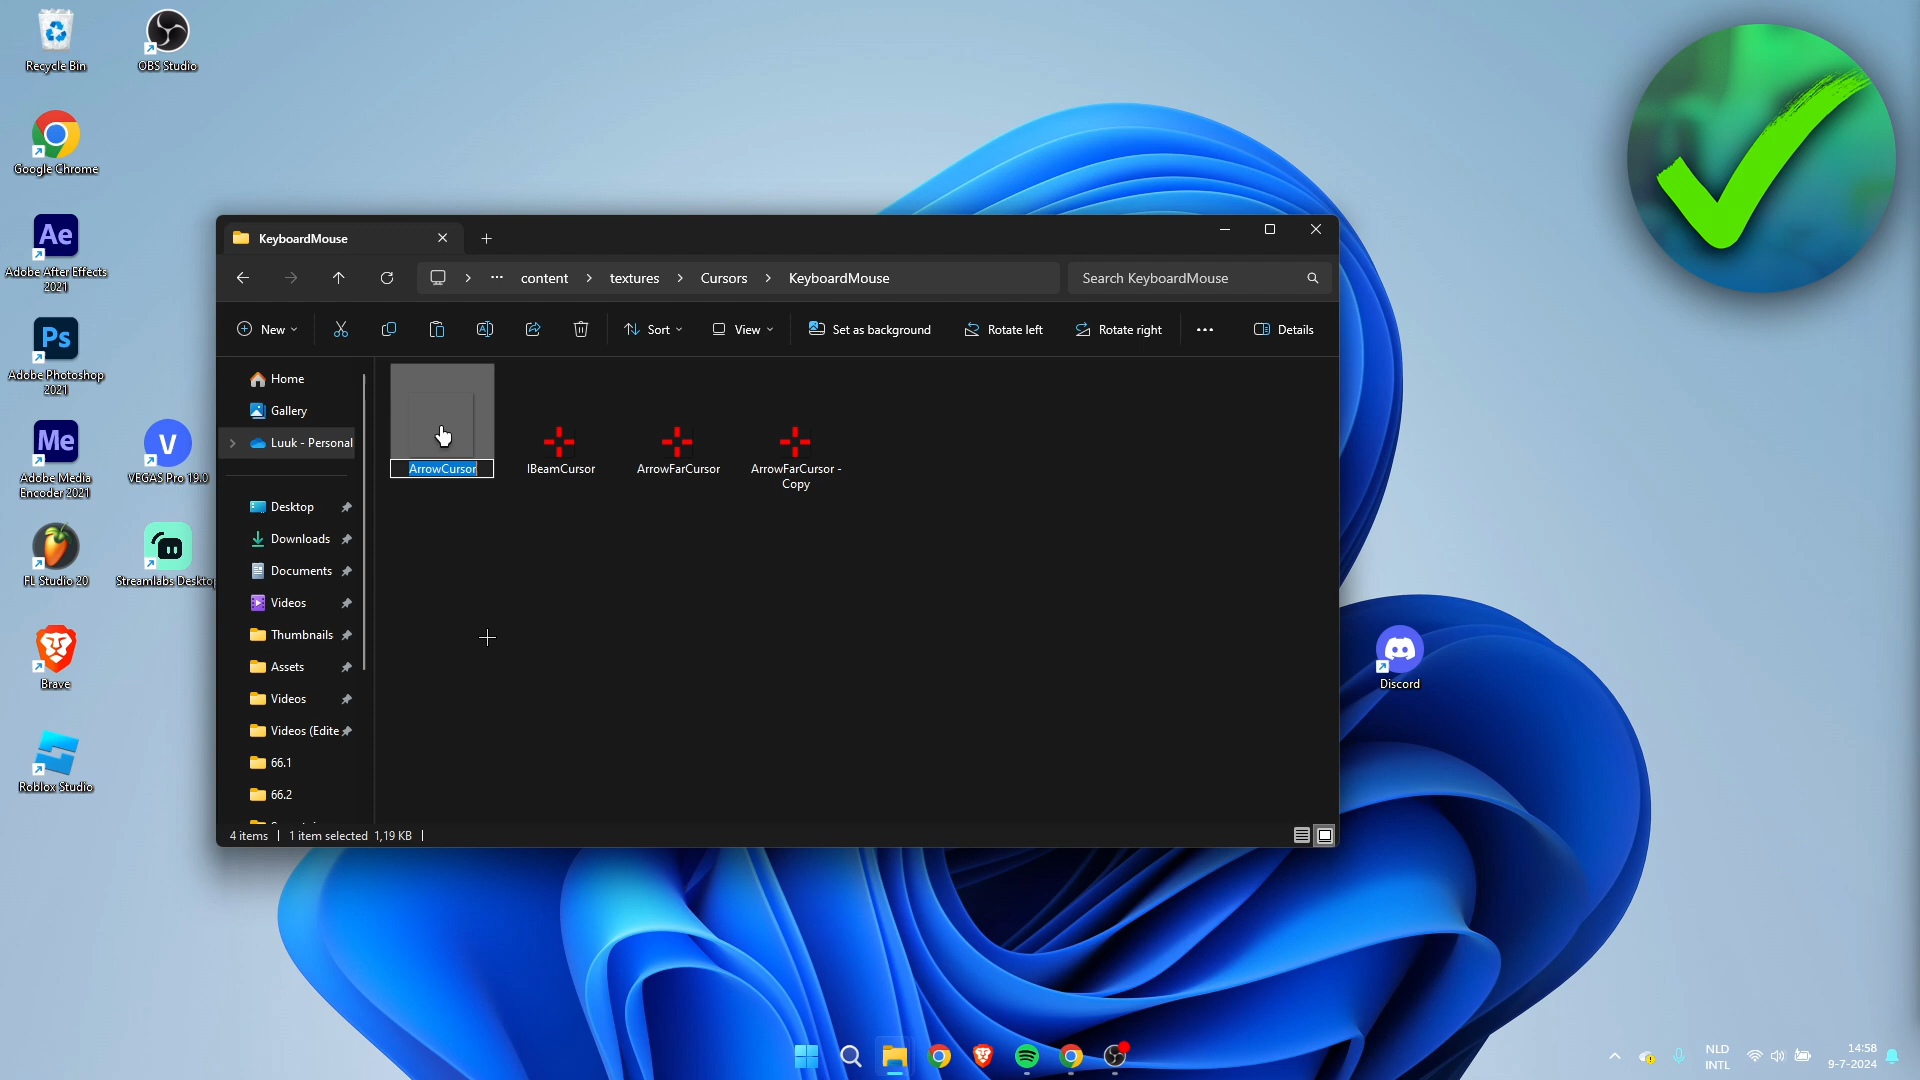 Recycle Bin
OBS Studio
Google Chrome
Ae
Adobe After Effects
2021
Ps
Adobe Photoshop
2021
Me
Adobe Media
Encoder 2021
V
VEGAS Pro 19.0
FL Studio 20
Streamlabs Deskto
Brave
Roblox Studio
KeyboardMouse
content
textures
Cursors
KeyboardMouse
Search KeyboardMouse
New
Sort
View
Set as background
Rotate left
Rotate right
Details
Home
Gallery
Luuk - Personal
Desktop
Downloads
Documents
Videos
Thumbnails
Assets
Videos
Videos (Edite
66.1
66.2
ArrowCursor
IBeamCursor
ArrowFarCursor
ArrowFarCursor -
Copy
4 items
1 item selected 1,19 KB
Discord
NLD
INTL
14:58
9-7-2024